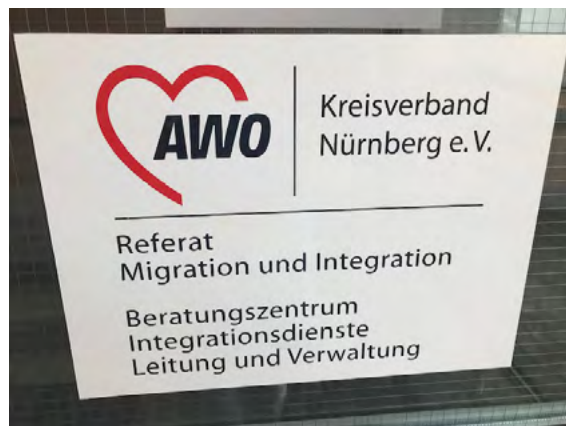 AWO
Kreisverband
Nürnberg e. V.
Referat
Migration und Integration
Beratungszentrum
Integrationsdienste
Leitung und Verwaltung